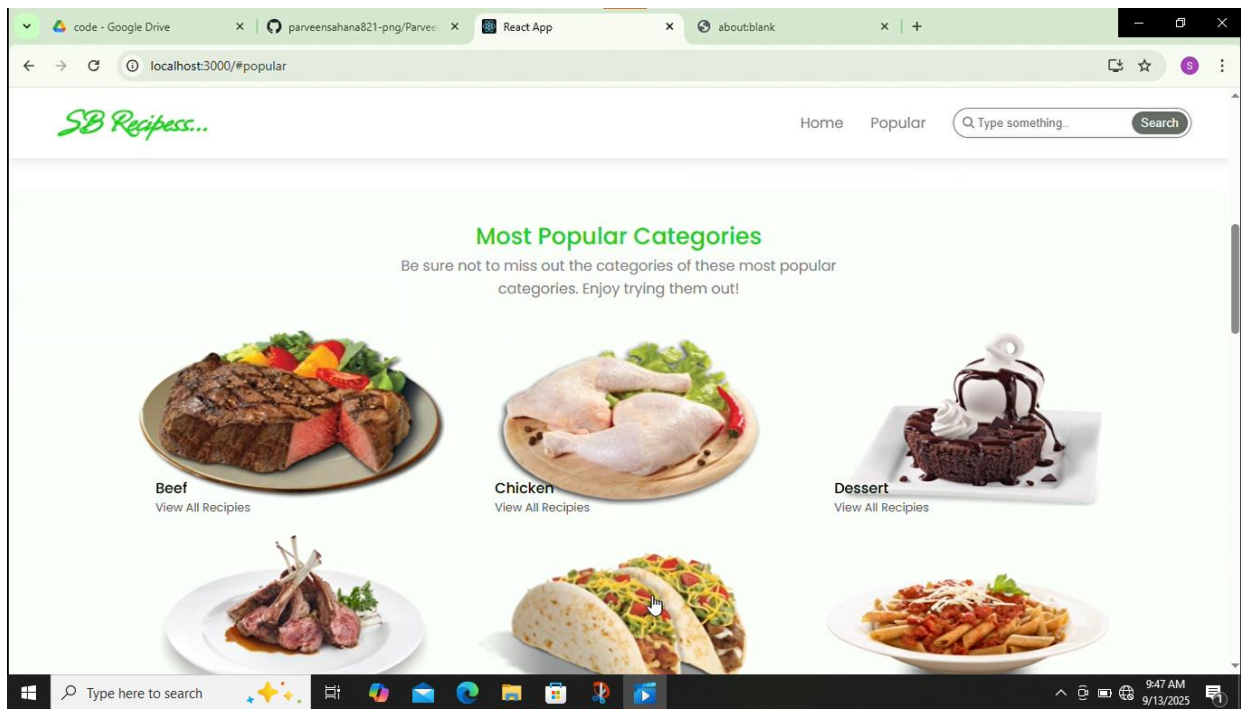 code - Google Drive
parveensahana821-png/Parvee
React App
about:blank
localhost:3000/#popular
S
SB Recipess...
Home
Popular
Type something..
Search
Most Popular Categories
Be sure not to miss out the categories of these most popular
categories. Enjoy trying them out!
Beef
View All Recipies
Chicken
View All Recipies
Dessert
View All Recipies
Type here to search
9:47 AM
9/13/2025
1